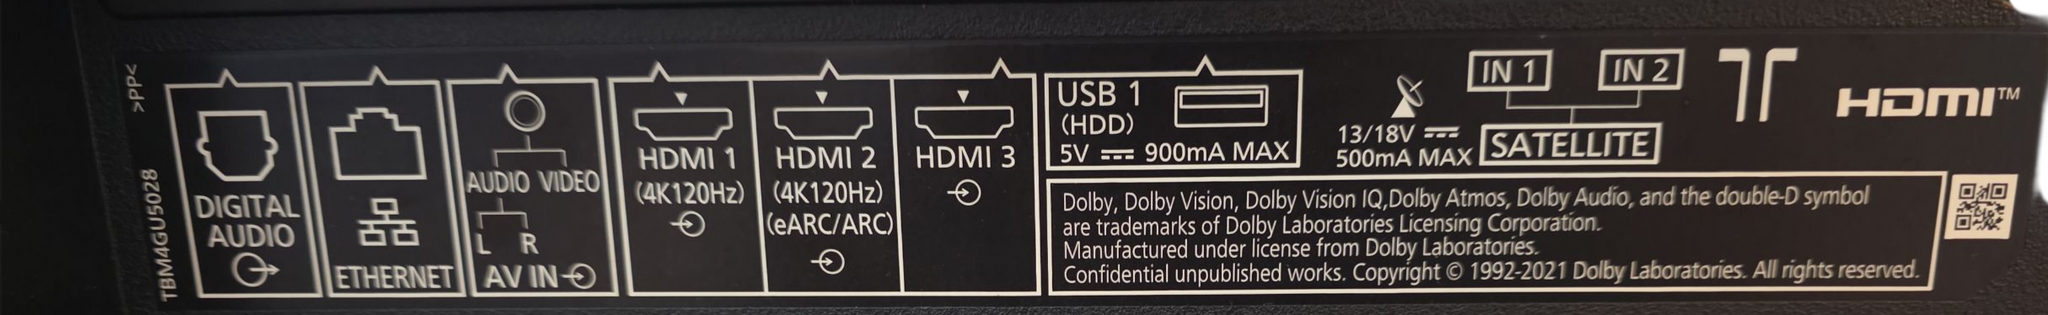 >PP<
TBM4GU5028
DIGITAL
AUDIO
ETHERNET
AUDIO VIDEO
L R
AV IN
HDMI 1
(4K120Hz)
HDMI 2
(4K120Hz)
(eARC/ARC)
HDMI 3
USB 1
(HDD)
5V ⎓ 900mA MAX
13/18V ⎓
500mA MAX
IN 1 IN 2
SATELLITE
HDMI™
Dolby, Dolby Vision, Dolby Vision IQ,Dolby Atmos, Dolby Audio, and the double-D symbol
are trademarks of Dolby Laboratories Licensing Corporation.
Manufactured under license from Dolby Laboratories.
Confidential unpublished works. Copyright © 1992-2021 Dolby Laboratories. All rights reserved.